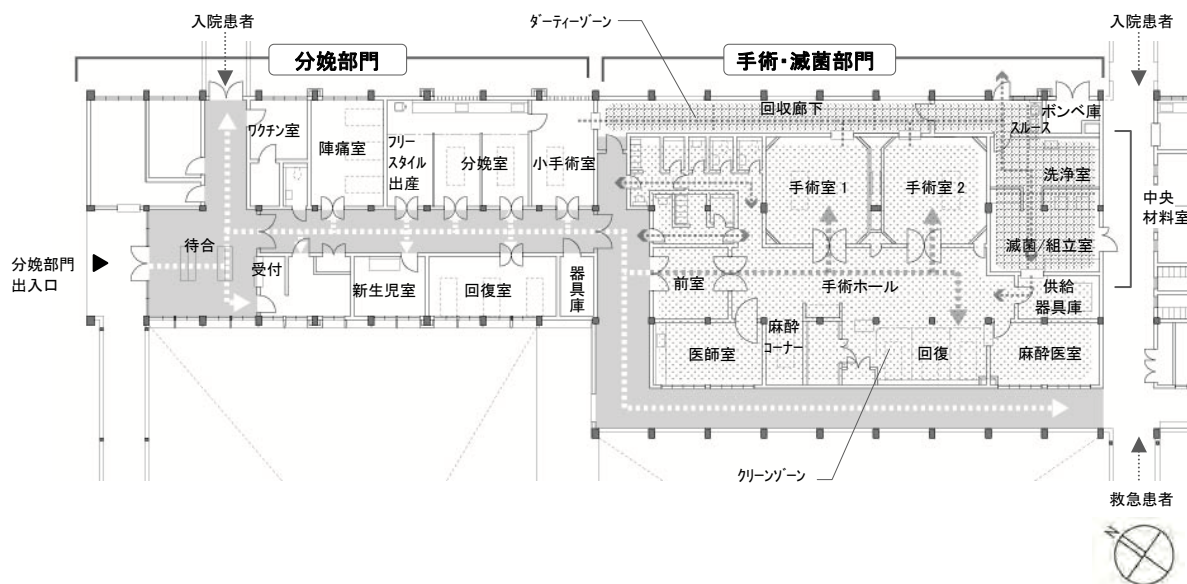 入院患者
ダーティーゾーン
入院患者
分娩部門
手術・滅菌部門
回収廊下
ボンベ庫
スルース
ワクチン室
陣痛室
フリー
スタイル
出産
分娩室
小手術室
手術室1
手術室2
洗浄室
中央
材料室
滅菌/組立室
待合
分娩部門
出入口
受付
新生児室
回復室
器
具
庫
前室
手術ホール
供給
器具庫
医師室
麻酔
コーナー
回復
麻酔医室
クリーンゾーン
救急患者
N